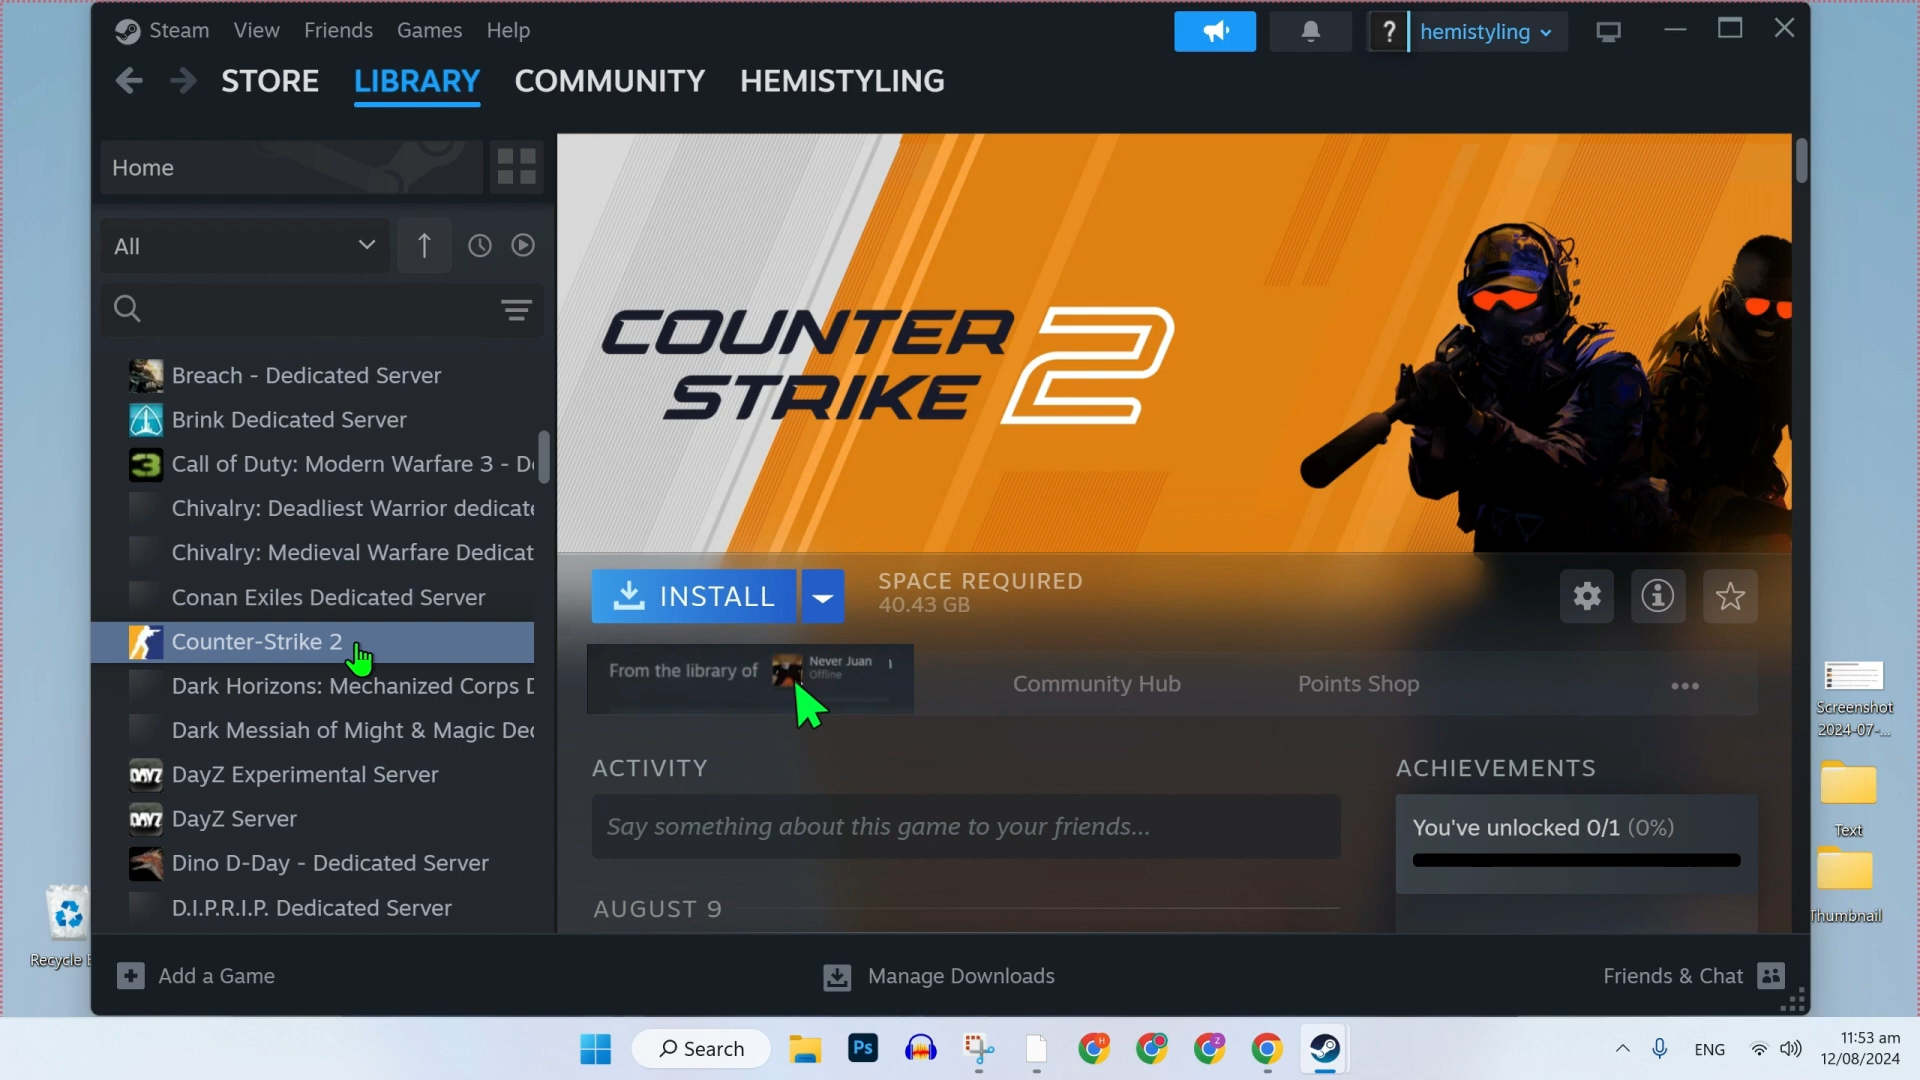 Steam View Friends Games Help
? hemistyling
STORE LIBRARY COMMUNITY HEMISTYLING
Home
All
Breach - Dedicated Server
Brink Dedicated Server
3 Call of Duty: Modern Warfare 3 - De
Chivalry: Deadliest Warrior dedicate
Chivalry: Medieval Warfare Dedicat
Conan Exiles Dedicated Server
Counter-Strike 2
Dark Horizons: Mechanized Corps D
Dark Messiah of Might & Magic Dec
DAYZ DayZ Experimental Server
DAYZ DayZ Server
Dino D-Day - Dedicated Server
D.I.P.R.I.P. Dedicated Server
COUNTER
STRIKE 2
INSTALL
SPACE REQUIRED
40.43 GB
From the library of
Never Juan
Offline
Community Hub
Points Shop
ACTIVITY
Say something about this game to your friends...
AUGUST 9
ACHIEVEMENTS
You've unlocked 0/1 (0%)
Add a Game
Manage Downloads
Friends & Chat
Recycle B
Screenshot
2024-07-...
Text
Thumbnail
Search
Ps
H
Z
ENG
11:53 am
12/08/2024